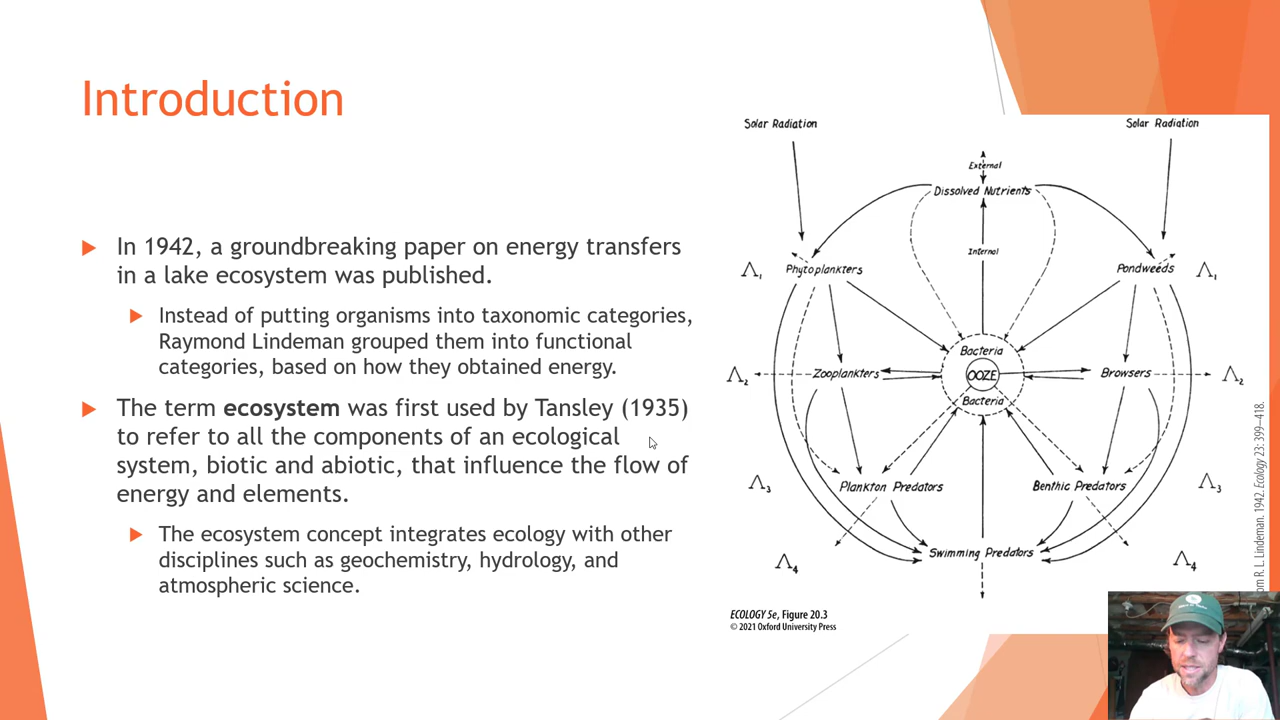 Introduction
In 1942, a groundbreaking paper on energy transfers
in a lake ecosystem was published.
Instead of putting organisms into taxonomic categories,
Raymond Lindeman grouped them into functional
categories, based on how they obtained energy.
The term ecosystem was first used by Tansley (1935)
to refer to all the components of an ecological
system, biotic and abiotic, that influence the flow of
energy and elements.
The ecosystem concept integrates ecology with other
disciplines such as geochemistry, hydrology, and
atmospheric science.
Solar Radiation
Solar Radiation
External
Dissolved Nutrients
Internal
Λ₁
Phytoplankters
Pondweeds
Λ₁
Bacteria
Λ₂
Zooplankters
OOZE
Browsers
Λ₂
Bacteria
Λ₃
Plankton Predators
Benthic Predators
Λ₃
Swimming Predators
Λ₄
Λ₄
ECOLOGY 5e, Figure 20.3
© 2021 Oxford University Press
R. L. Lindeman. 1942. Ecology 23: 399–418.